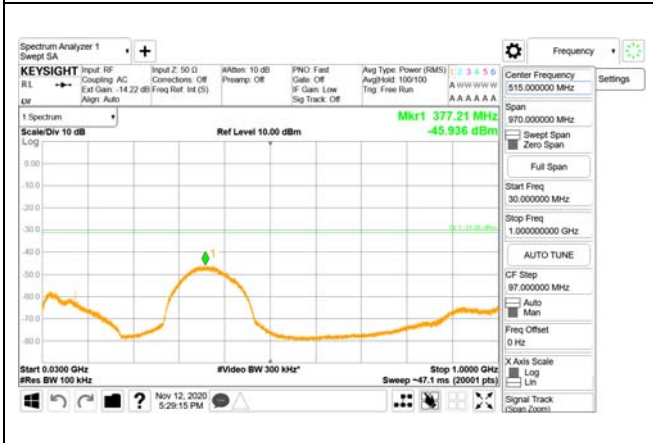 Spectrum Analyzer 1
Swept SA
+
Frequency
KEYSIGHT
Input: RF
Coupling: AC
Ext Gain: -14.22 dB
Align: Auto
Input Z: 50 Ω
Corrections: Off
Freq Ref: Int (S)
#Atten: 10 dB
Preamp: Off
PNO: Fast
Gate: Off
IF Gain: Low
Sig Track: Off
Avg Type: Power (RMS)
Avg|Hold: 100/100
Trig: Free Run
1 2 3 4 5 6
A W W W W W
A A A A A A
RL
1 Spectrum
Mkr1 377.21 MHz
Scale/Div 10 dB
Ref Level 10.00 dBm
-45.936 dBm
Log
0.00
-10.0
-20.0
-30.0
-40.0
-50.0
-60.0
-70.0
-80.0
1
Start 0.0300 GHz
#Video BW 300 kHz*
Stop 1.0000 GHz
#Res BW 100 kHz
Sweep ~47.1 ms (20001 pts)
?
Nov 12, 2020
5:29:15 PM
Center Frequency
515.000000 MHz
Settings
Span
970.000000 MHz
Swept Span
Zero Span
Full Span
Start Freq
30.000000 MHz
Stop Freq
1.000000000 GHz
AUTO TUNE
CF Step
97.000000 MHz
Auto
Man
Freq Offset
0 Hz
X Axis Scale
Log
Lin
Signal Track
(Span Zoom)